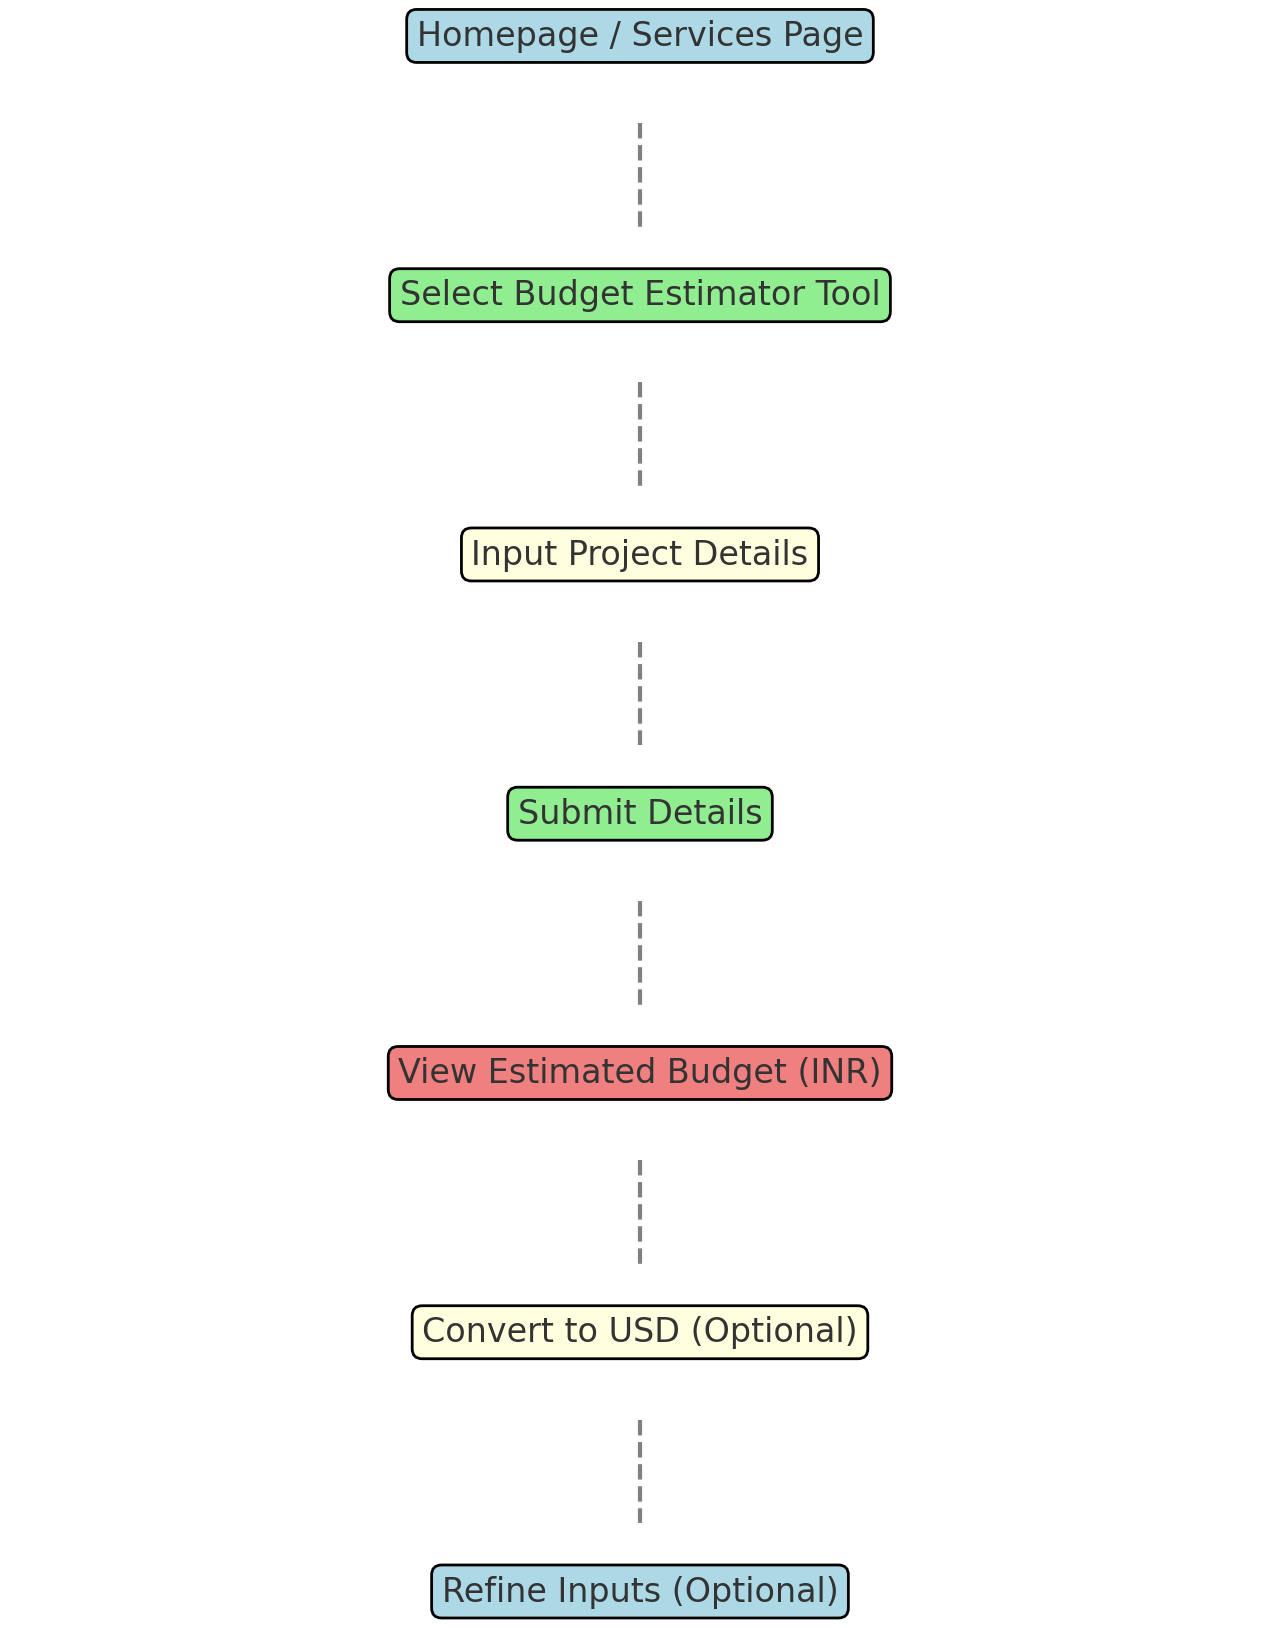 Homepage / Services Page
Select Budget Estimator Tool
Input Project Details
Submit Details
View Estimated Budget (INR)
Convert to USD (Optional)
Refine Inputs (Optional)